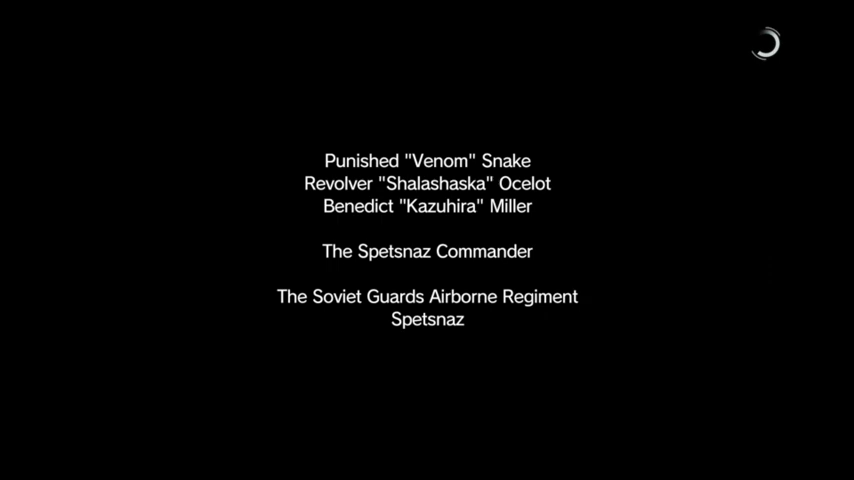 Punished "Venom" Snake
Revolver "Shalashaska" Ocelot
Benedict "Kazuhira" Miller
The Spetsnaz Commander
The Soviet Guards Airborne Regiment
Spetsnaz